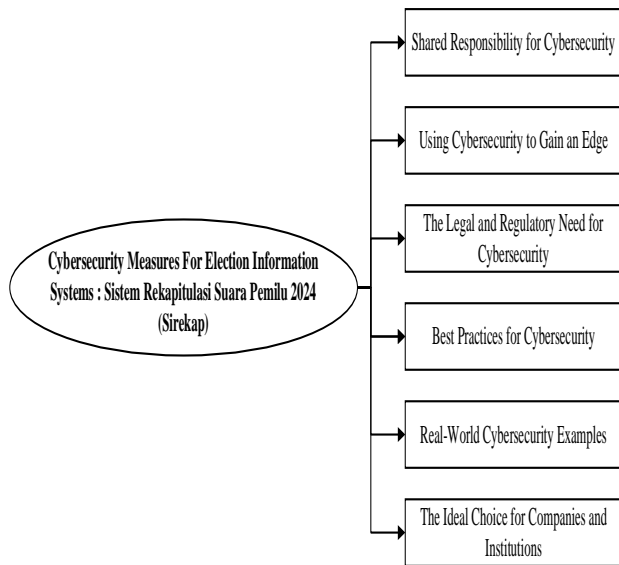 Shared Responsibility for Cybersecurity
Using Cybersecurity to Gain an Edge
The Legal and Regulatory Need for
Cybersecurity
Cybersecurity Measures For Election Information
Systems : Sistem Rekapitulasi Suara Pemilu 2024
(Sirekap)
Best Practices for Cybersecurity
Real-World Cybersecurity Examples
The Ideal Choice for Companies and
Institutions